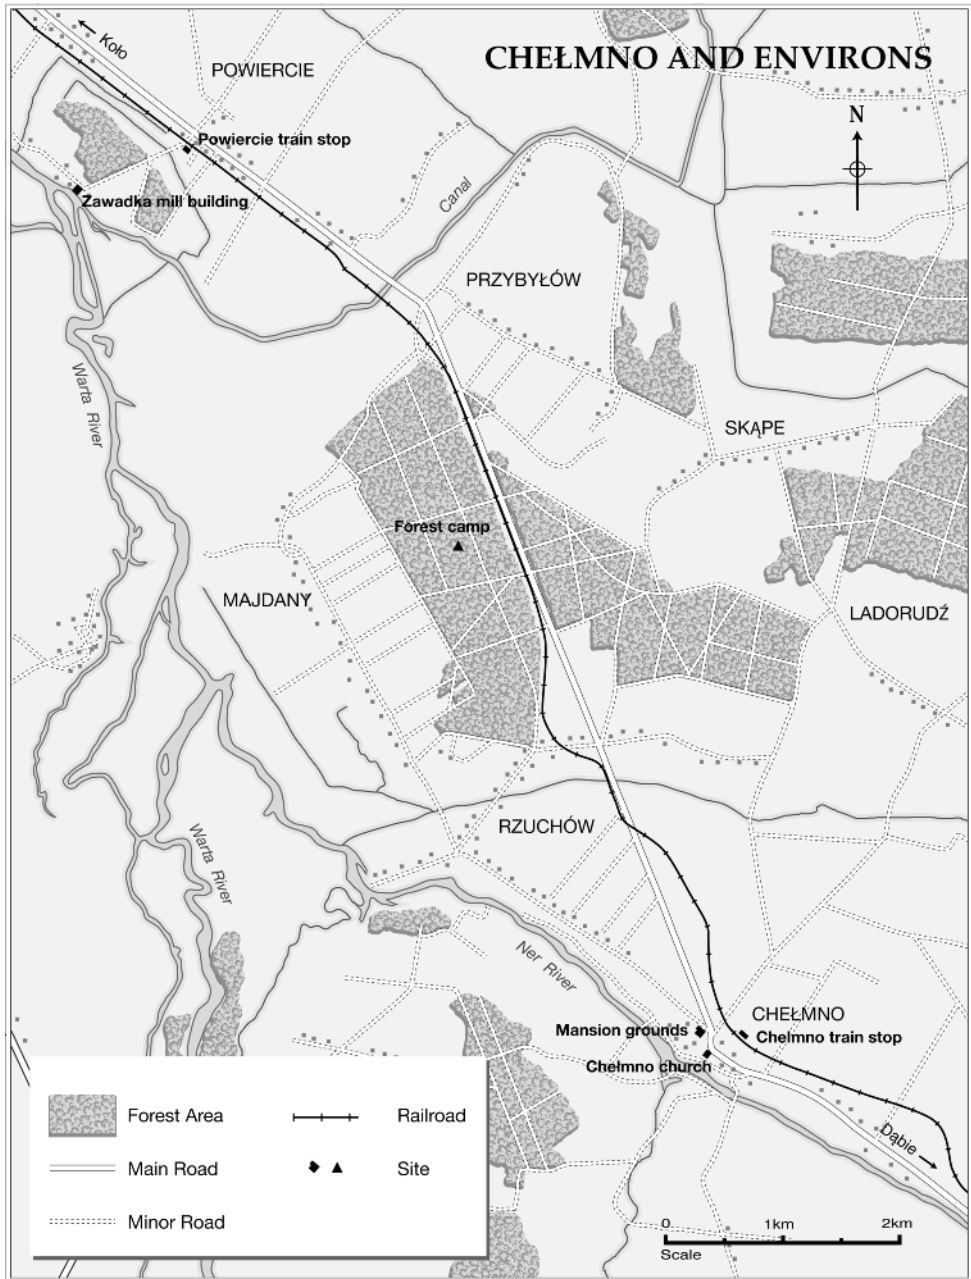 CHEŁMNO AND ENVIRONS
Koło
POWIERCIE
N
Powiercie train stop
Zawadka mill building
Canal
PRZYBYŁÓW
Warta River
SKĄPE
Forest camp
MAJDANY
LADORUDŹ
RZUCHÓW
Warta River
Ner River
CHEŁMNO
Mansion grounds
Chełmno train stop
Chełmno church
Dąbie
Forest Area
Railroad
Main Road
Site
Minor Road
0 1km 2km
Scale